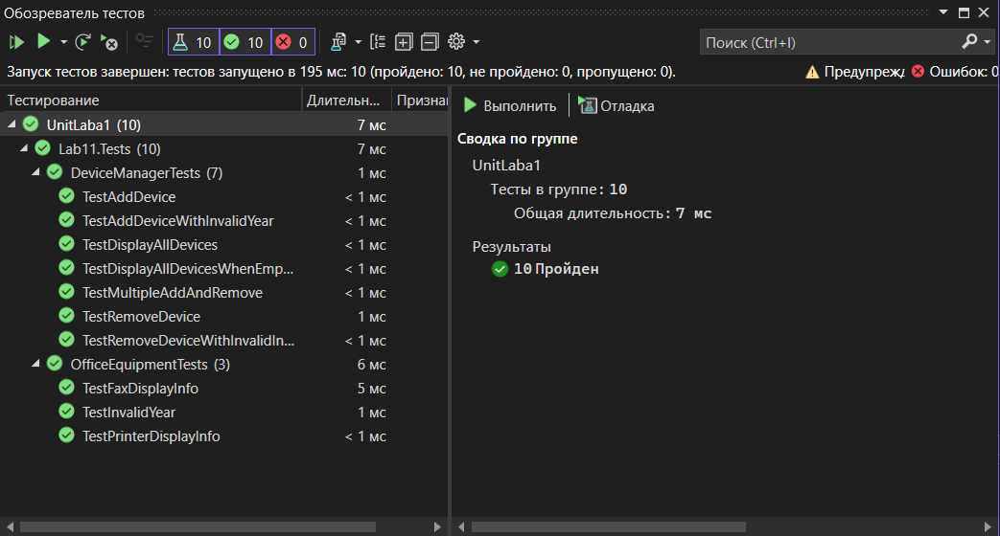 Обозреватель тестов
10 10 0
Поиск (Ctrl+I)
Запуск тестов завершен: тестов запущено в 195 мс: 10 (пройдено: 10, не пройдено: 0, пропущено: 0).
Предупрежд
Ошибок: 0
Тестирование Длительн... Призна
UnitLaba1 (10) 7 мс
Lab11.Tests (10) 7 мс
DeviceManagerTests (7) 1 мс
TestAddDevice < 1 мс
TestAddDeviceWithInvalidYear < 1 мс
TestDisplayAllDevices < 1 мс
TestDisplayAllDevicesWhenEmp... < 1 мс
TestMultipleAddAndRemove < 1 мс
TestRemoveDevice 1 мс
TestRemoveDeviceWithInvalidIn... < 1 мс
OfficeEquipmentTests (3) 6 мс
TestFaxDisplayInfo 5 мс
TestInvalidYear 1 мс
TestPrinterDisplayInfo < 1 мс
Выполнить Отладка
Сводка по группе
UnitLaba1
Тесты в группе: 10
Общая длительность: 7 мс
Результаты
10 Пройден